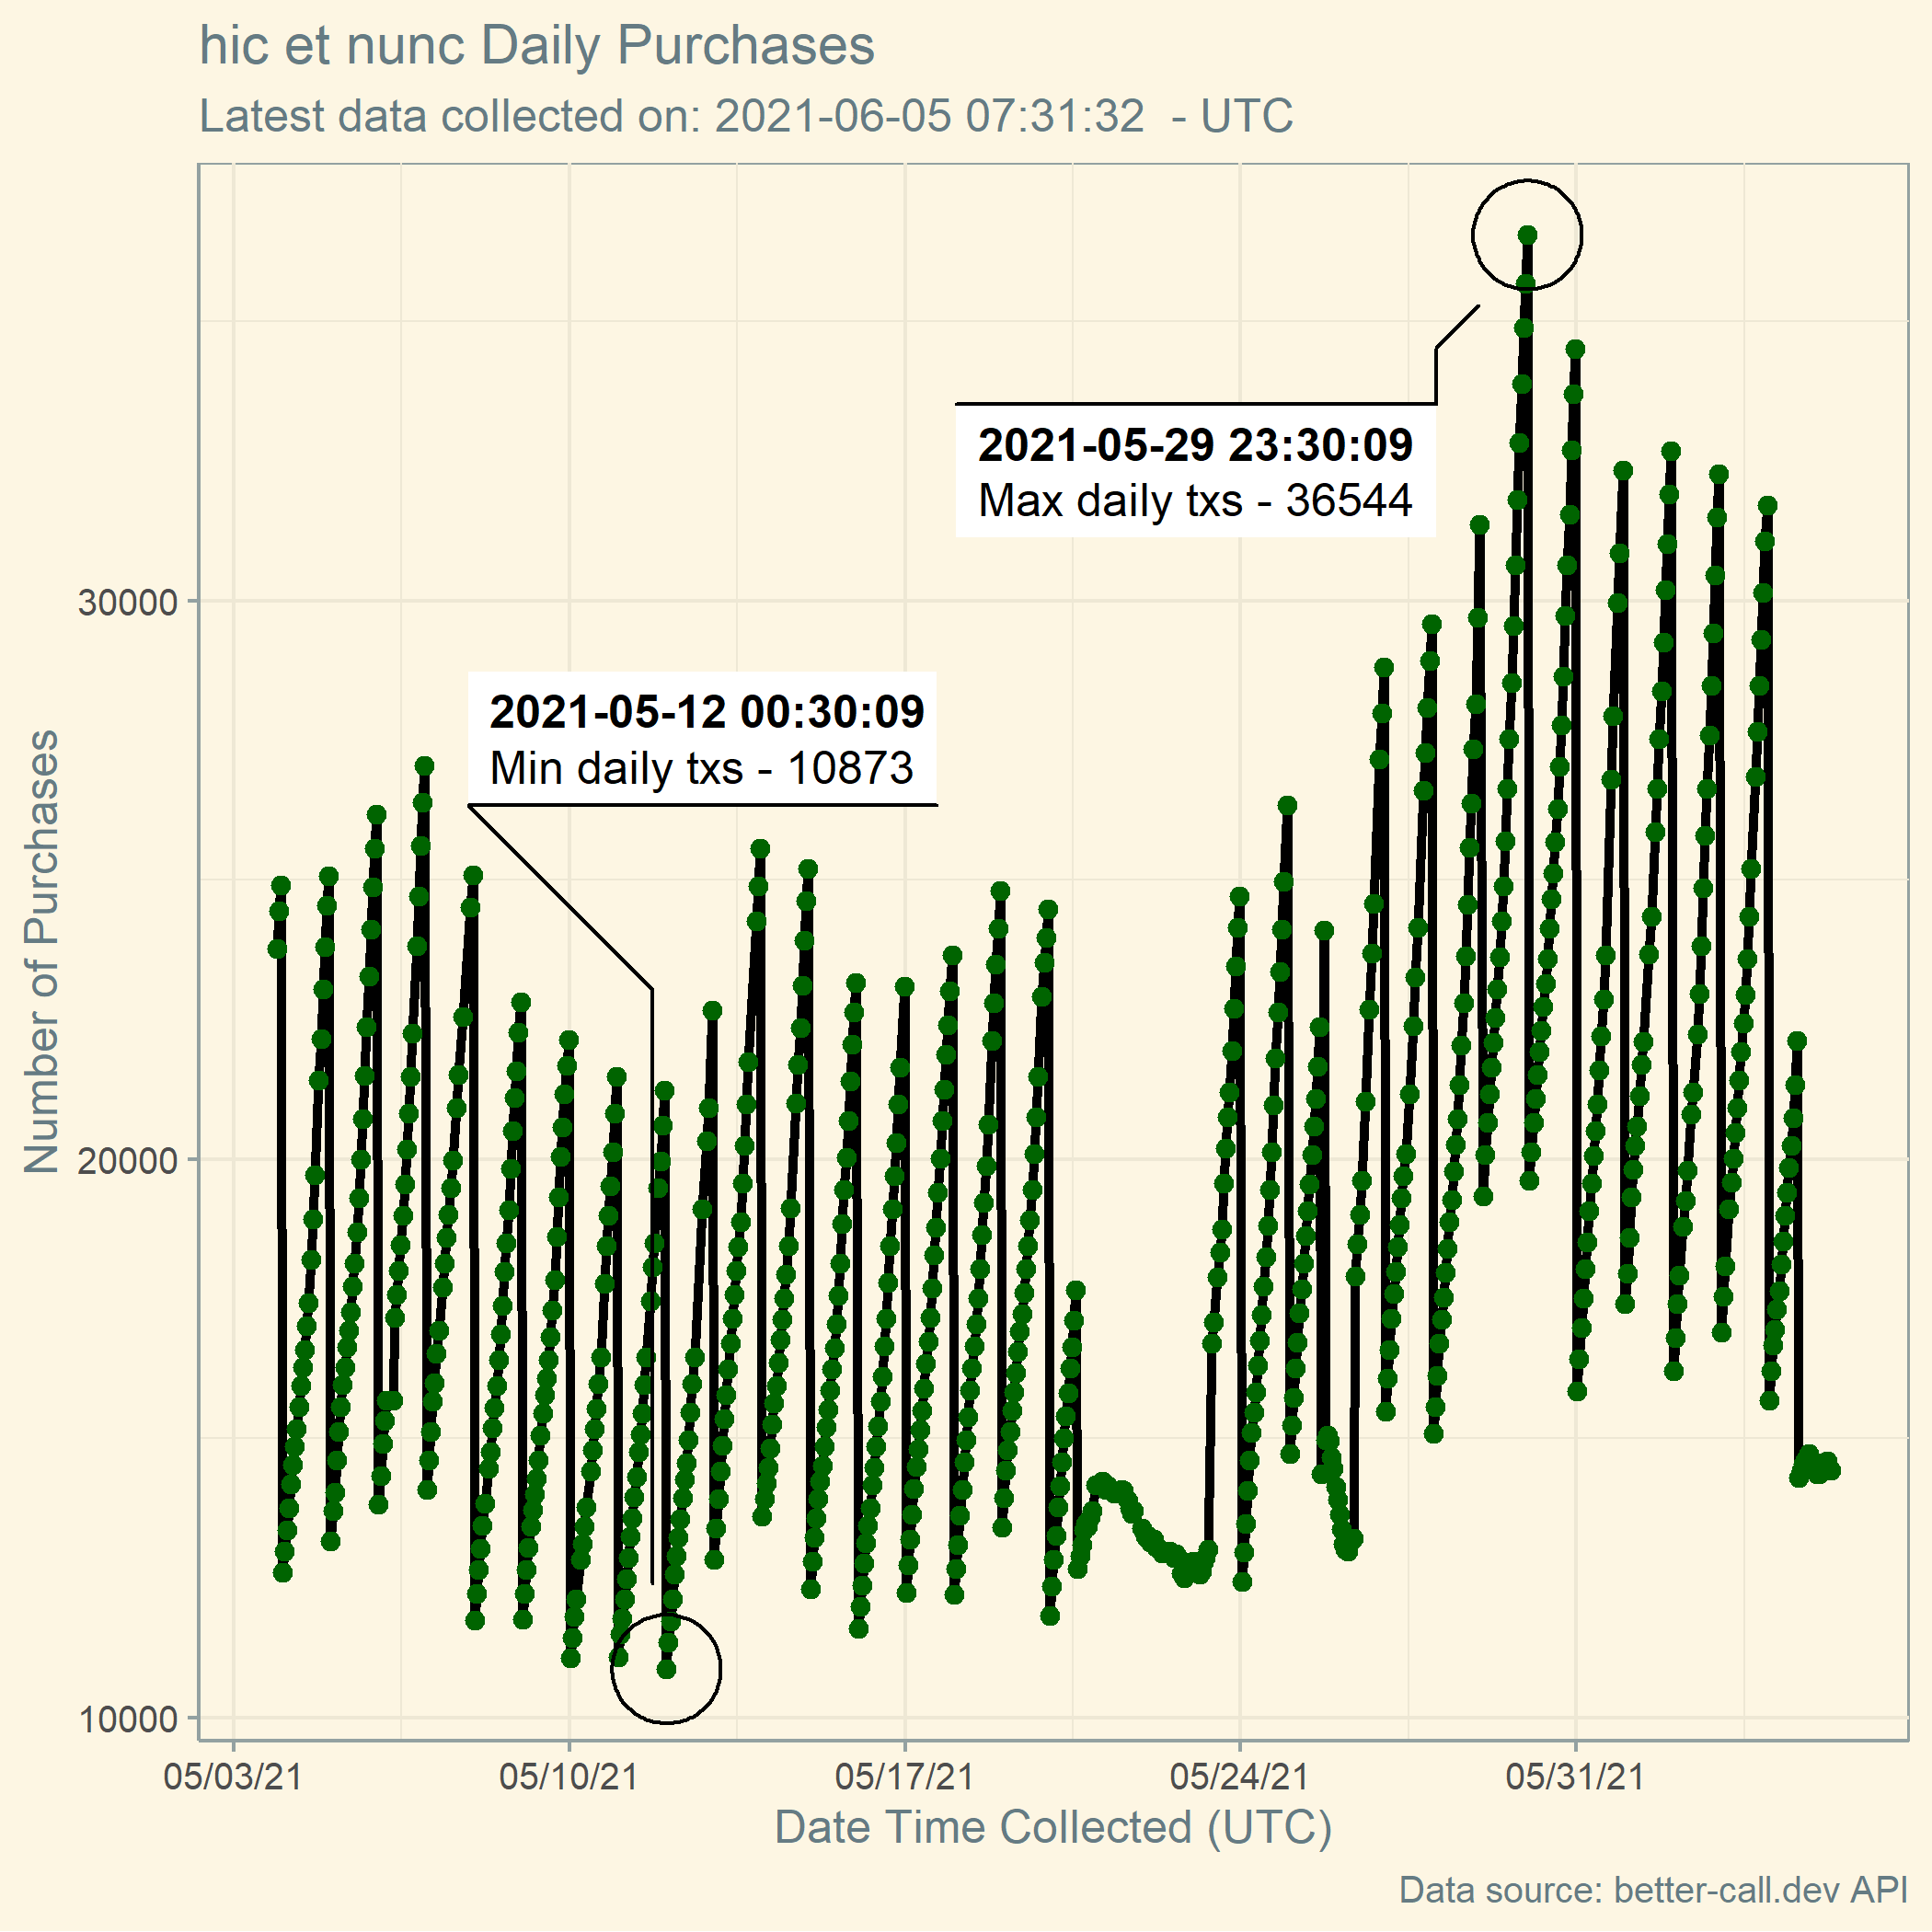 hic et nunc Daily Purchases
Latest data collected on: 2021-06-05 07:31:32  - UTC
2021-05-29 23:30:09
Max daily txs - 36544
30000
2021-05-12 00:30:09
Min daily txs - 10873
Number of Purchases
20000
10000
05/03/21 05/10/21 05/17/21 05/24/21 05/31/21
Date Time Collected (UTC)
Data source: better-call.dev API